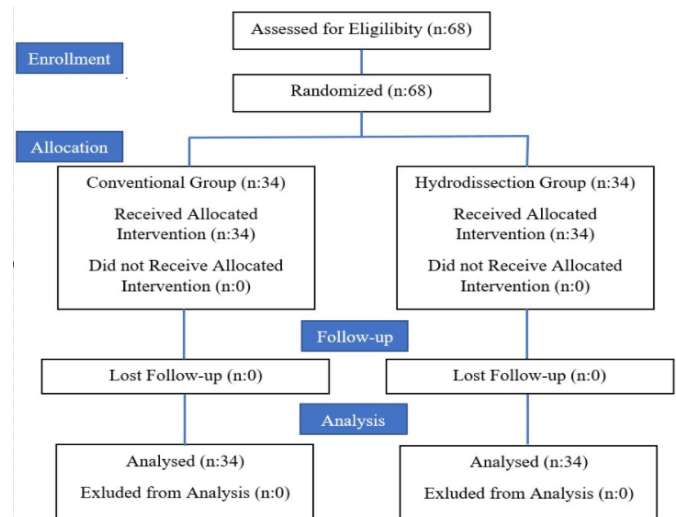 Assessed for Eligilibity (n:68)
Enrollment
Randomized (n:68)
Allocation
Conventional Group (n:34)
Received Allocated
Intervention (n:34)
Did not Receive Allocated
Intervention (n:0)
Hydrodissection Group (n:34)
Received Allocated
Intervention (n:34)
Did not Receive Allocated
Intervention (n:0)
Follow-up
Lost Follow-up (n:0)
Lost Follow-up (n:0)
Analysis
Analysed (n:34)
Exluded from Analysis (n:0)
Analysed (n:34)
Exluded from Analysis (n:0)